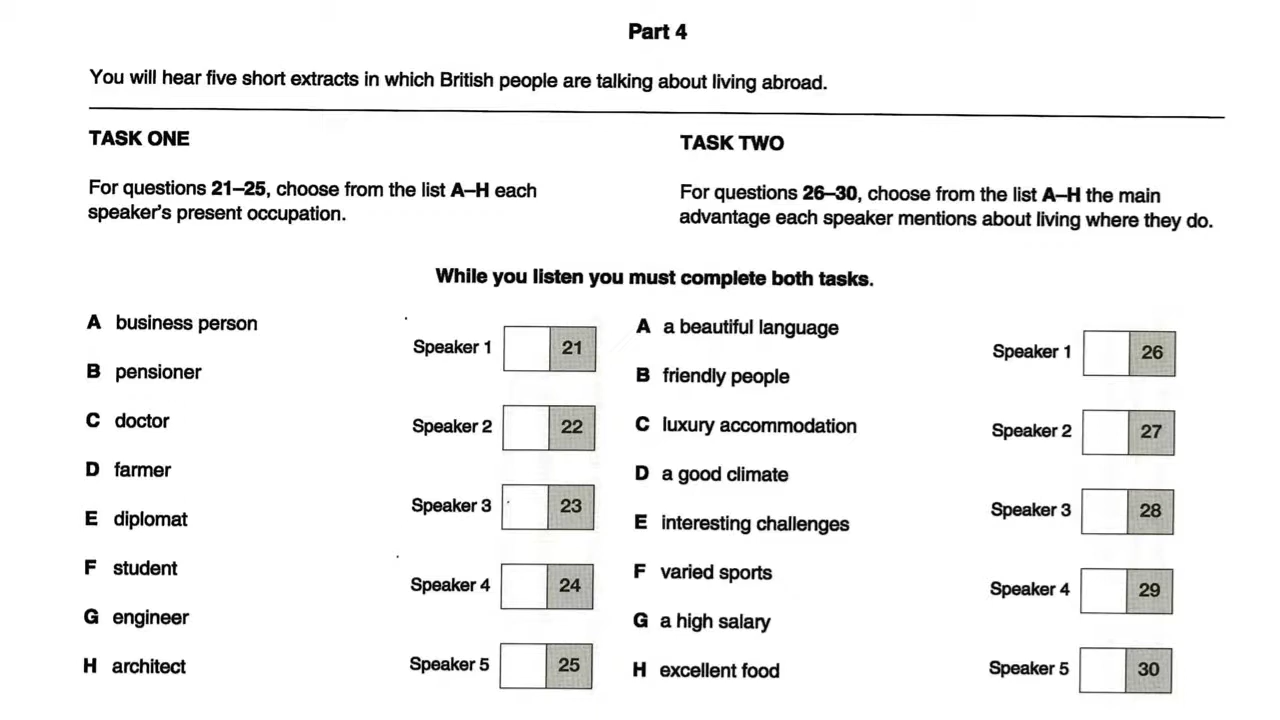 Part 4
You will hear five short extracts in which British people are talking about living abroad.
TASK ONE
For questions 21–25, choose from the list A–H each
speaker's present occupation.
TASK TWO
For questions 26–30, choose from the list A–H the main
advantage each speaker mentions about living where they do.
While you listen you must complete both tasks.
A business person
B pensioner
C doctor
D farmer
E diplomat
F student
G engineer
H architect
Speaker 1 21
Speaker 2 22
Speaker 3 23
Speaker 4 24
Speaker 5 25
A a beautiful language
B friendly people
C luxury accommodation
D a good climate
E interesting challenges
F varied sports
G a high salary
H excellent food
Speaker 1 26
Speaker 2 27
Speaker 3 28
Speaker 4 29
Speaker 5 30